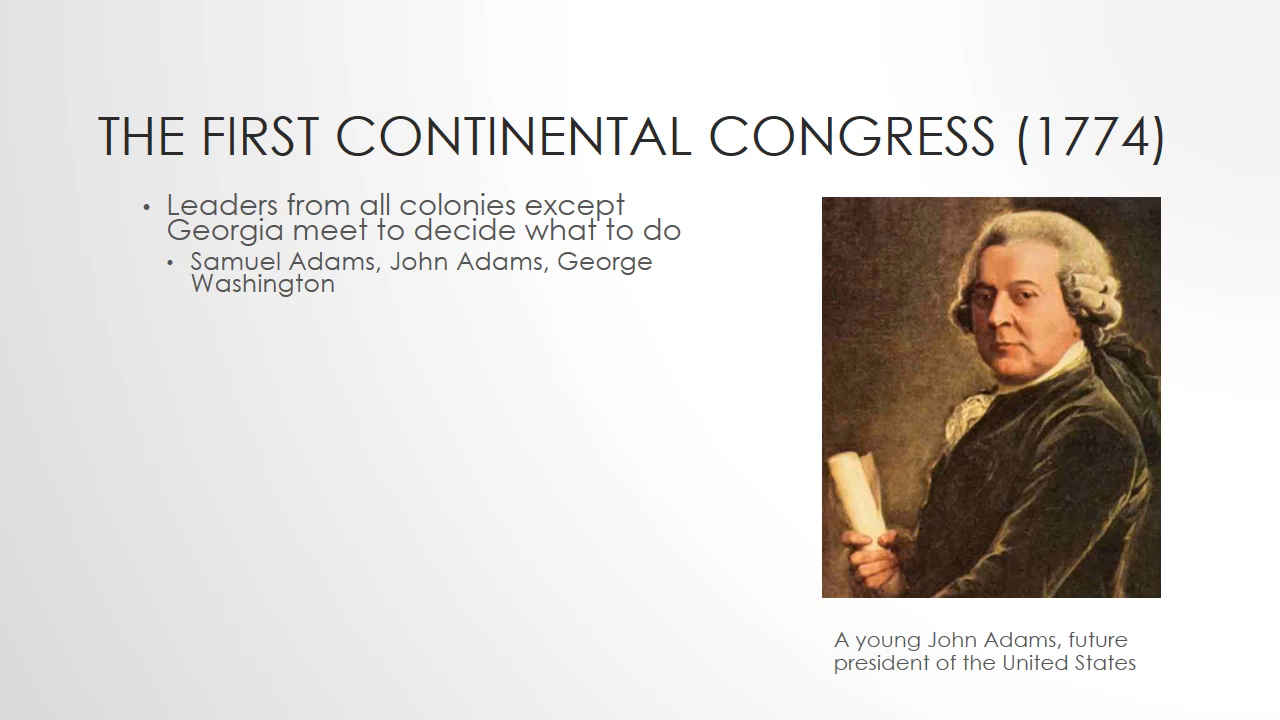 THE FIRST CONTINENTAL CONGRESS (1774)
• Leaders from all colonies except
Georgia meet to decide what to do
• Samuel Adams, John Adams, George
Washington
A young John Adams, future
president of the United States